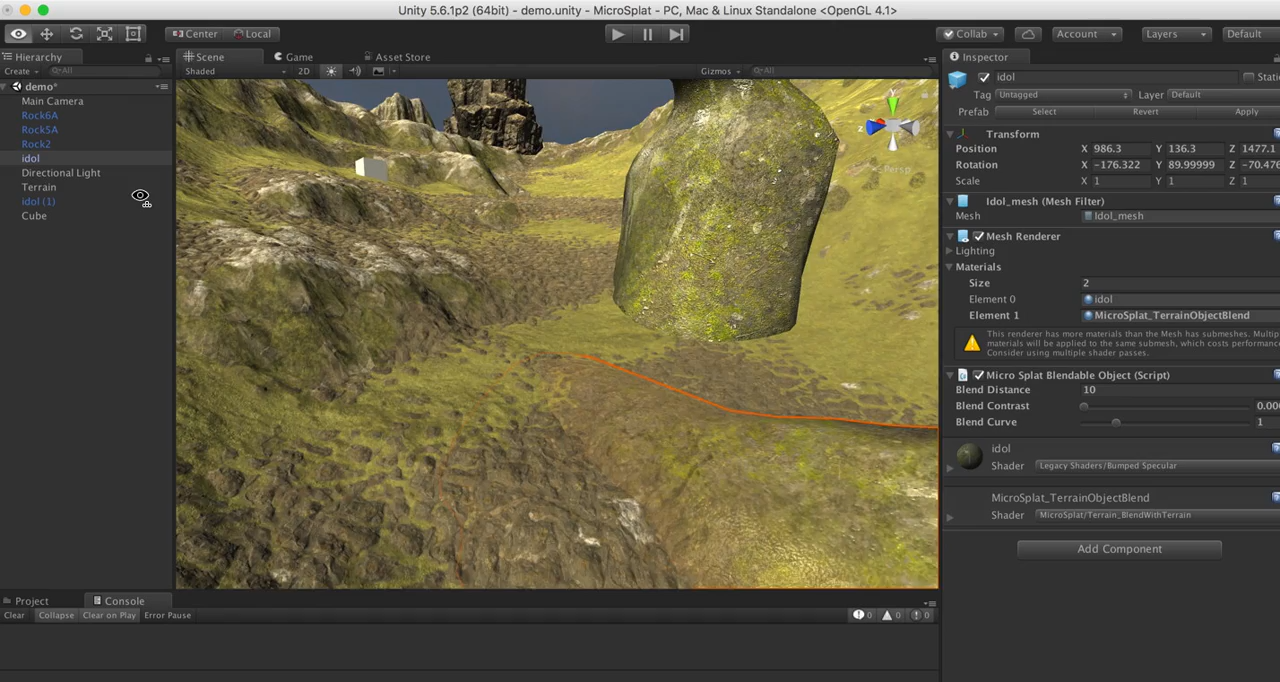 Unity 5.6.1p2 (64bit) - demo.unity - MicroSplat - PC, Mac & Linux Standalone <OpenGL 4.1>
Center Local
Collab Account Layers Default
Hierarchy
Create All
demo*
Main Camera
Rock6A
Rock5A
Rock2
idol
Directional Light
Terrain
idol (1)
Cube
Scene Game Asset Store
Shaded 2D Gizmos All
y
z
Persp
Inspector
idol Stati
Tag Untagged Layer Default
Prefab Select Revert Apply
Transform
Position X 986.3 Y 136.3 Z 1477.1
Rotation X -176.322 Y 89.99999 Z -70.476
Scale X 1 Y 1 Z 1
Idol_mesh (Mesh Filter)
Mesh Idol_mesh
Mesh Renderer
Lighting
Materials
Size 2
Element 0 idol
Element 1 MicroSplat_TerrainObjectBlend
This renderer has more materials than the Mesh has submeshes. Multip
materials will be applied to the same submesh, which costs performance
Consider using multiple shader passes.
Micro Splat Blendable Object (Script)
Blend Distance 10
Blend Contrast 0.00
Blend Curve 1
idol
Shader Legacy Shaders/Bumped Specular
MicroSplat_TerrainObjectBlend
Shader MicroSplat/Terrain_BlendWithTerrain
Add Component
Project Console
Clear Collapse Clear on Play Error Pause 0 0 0